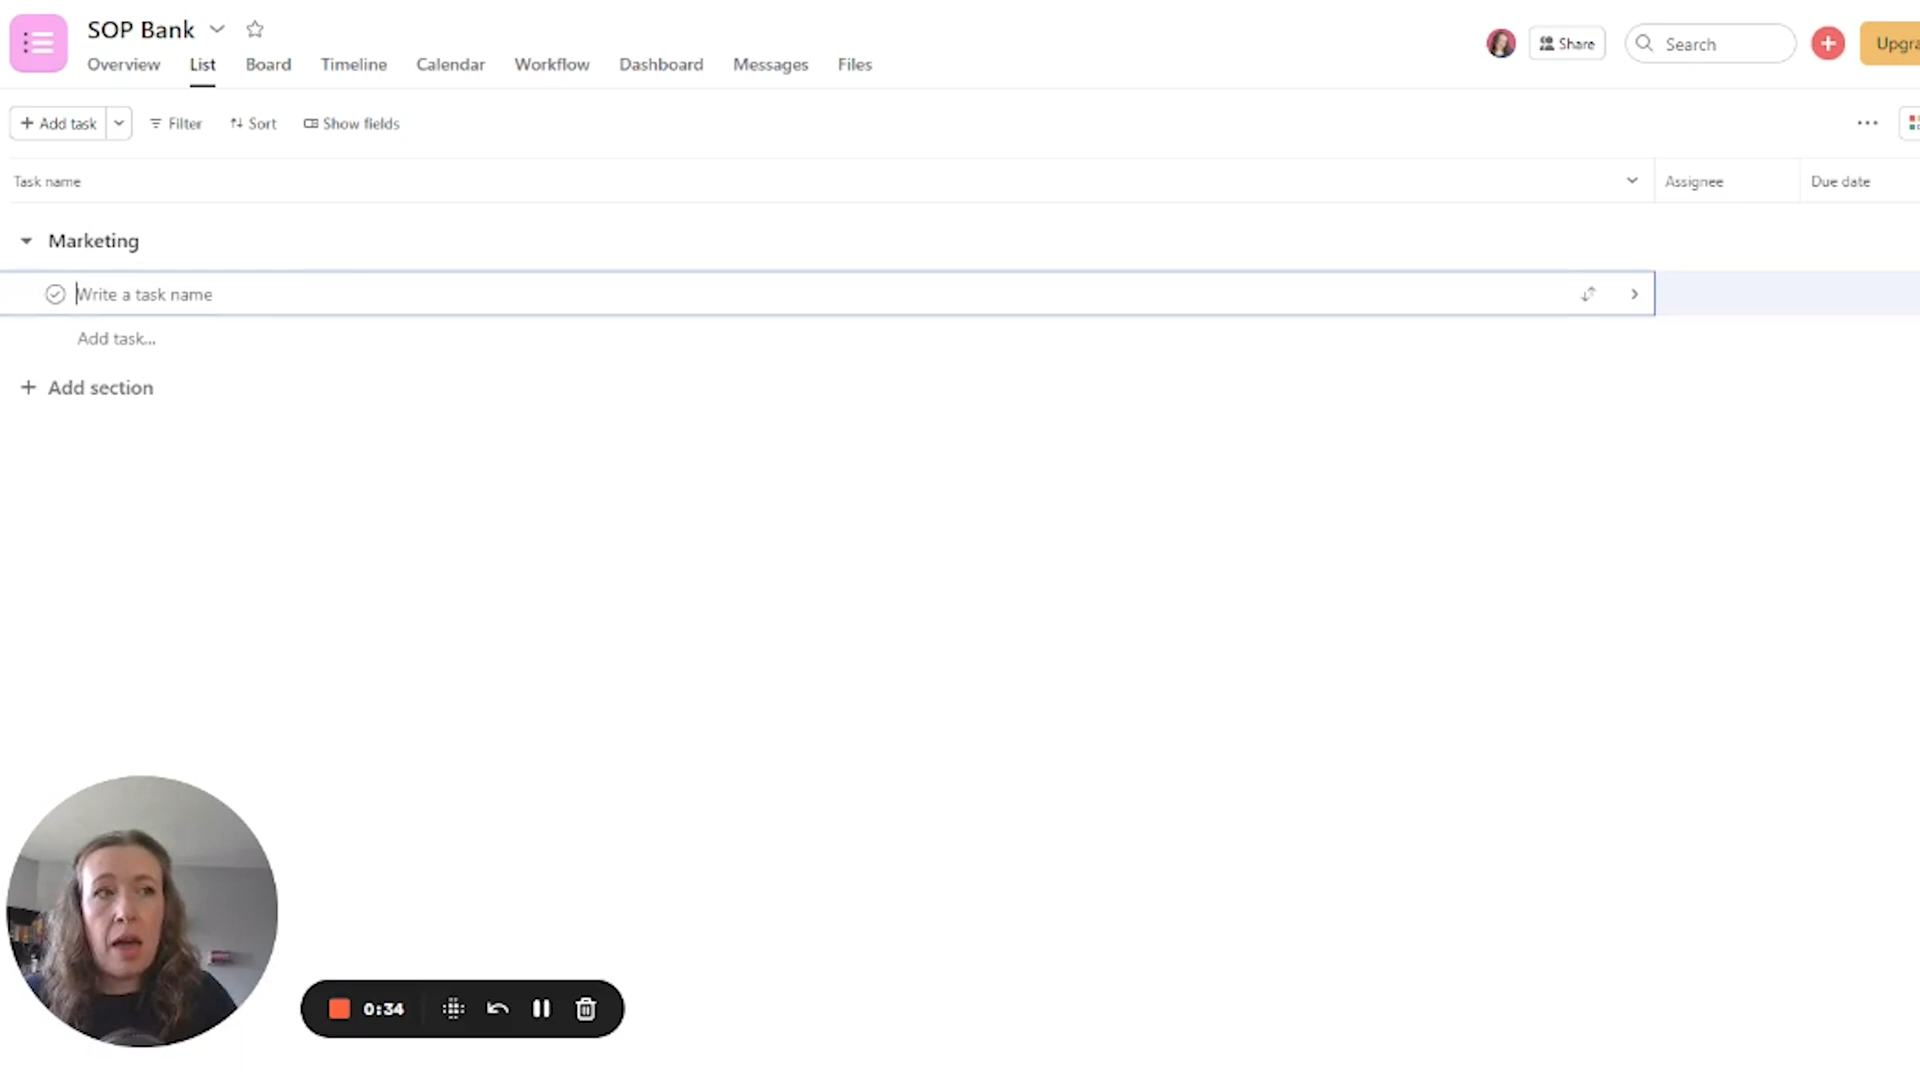 SOP Bank
Share
Search
Overview List Board Timeline Calendar Workflow Dashboard Messages Files
Add task Filter Sort Show fields
Task name Assignee Due date
Marketing
Write a task name
Add task...
Add section
0:34